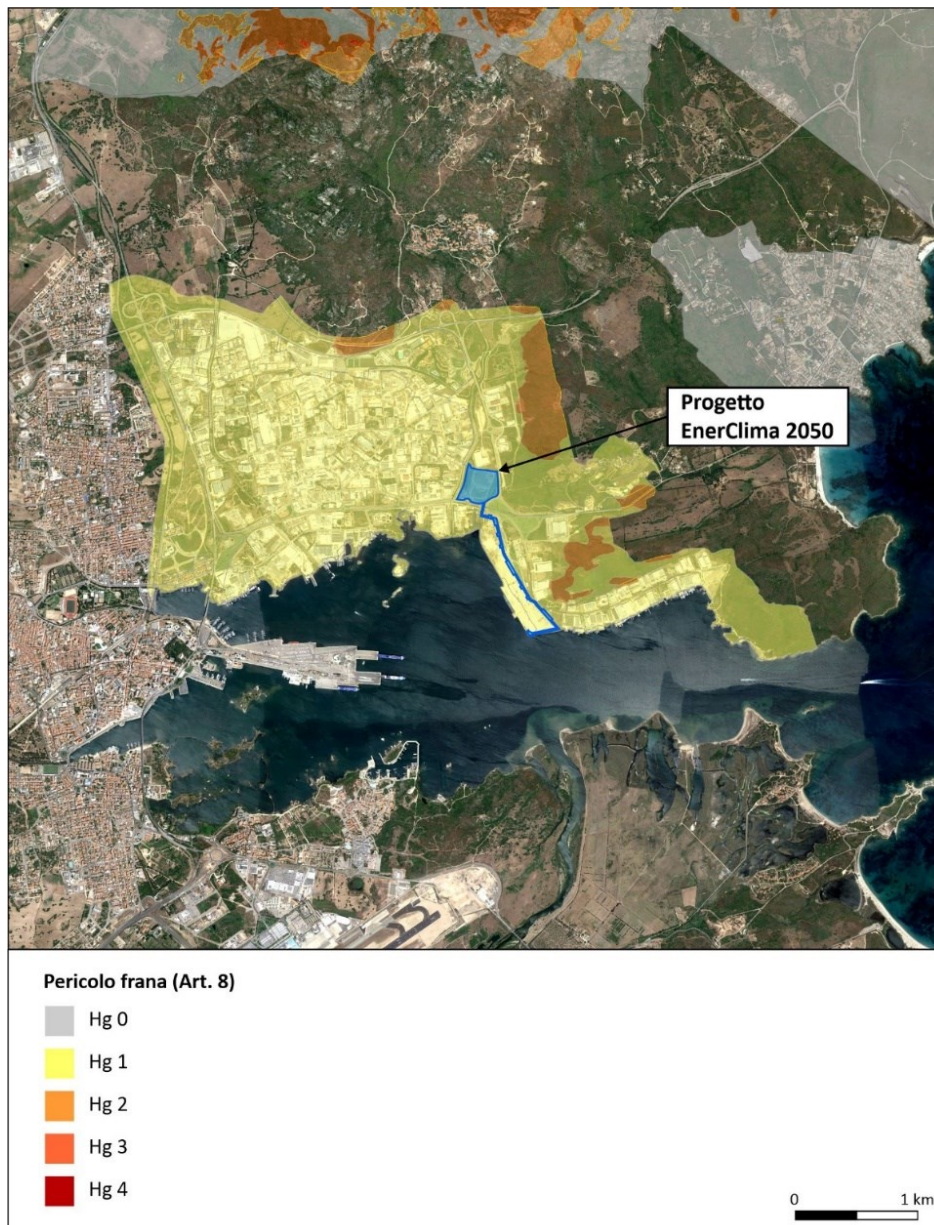 Progetto
EnerClima 2050
Pericolo frana (Art. 8)
Hg 0
Hg 1
Hg 2
Hg 3
Hg 4
0 1 km